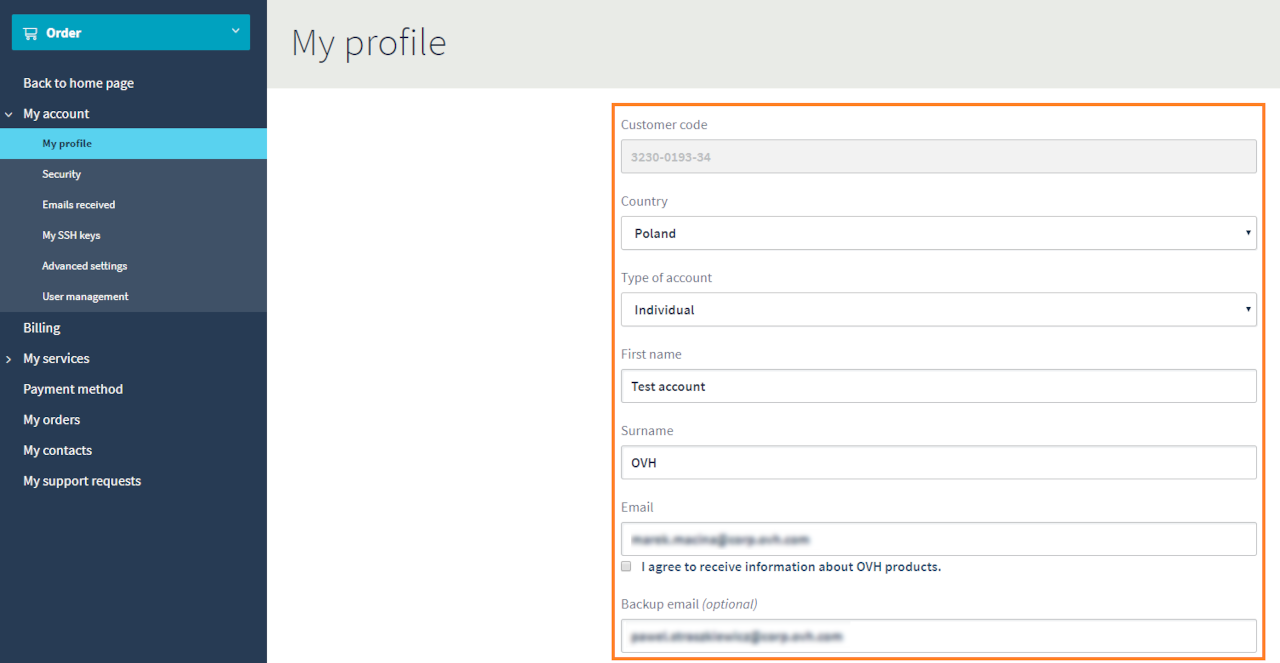 Order
My profile
Back to home page
My account
My profile
Security
Emails received
My SSH keys
Advanced settings
User management
Billing
My services
Payment method
My orders
My contacts
My support requests
Customer code
3230-0193-34
Country
Poland
Type of account
Individual
First name
Test account
Surname
OVH
Email
I agree to receive information about OVH products.
Backup email (optional)